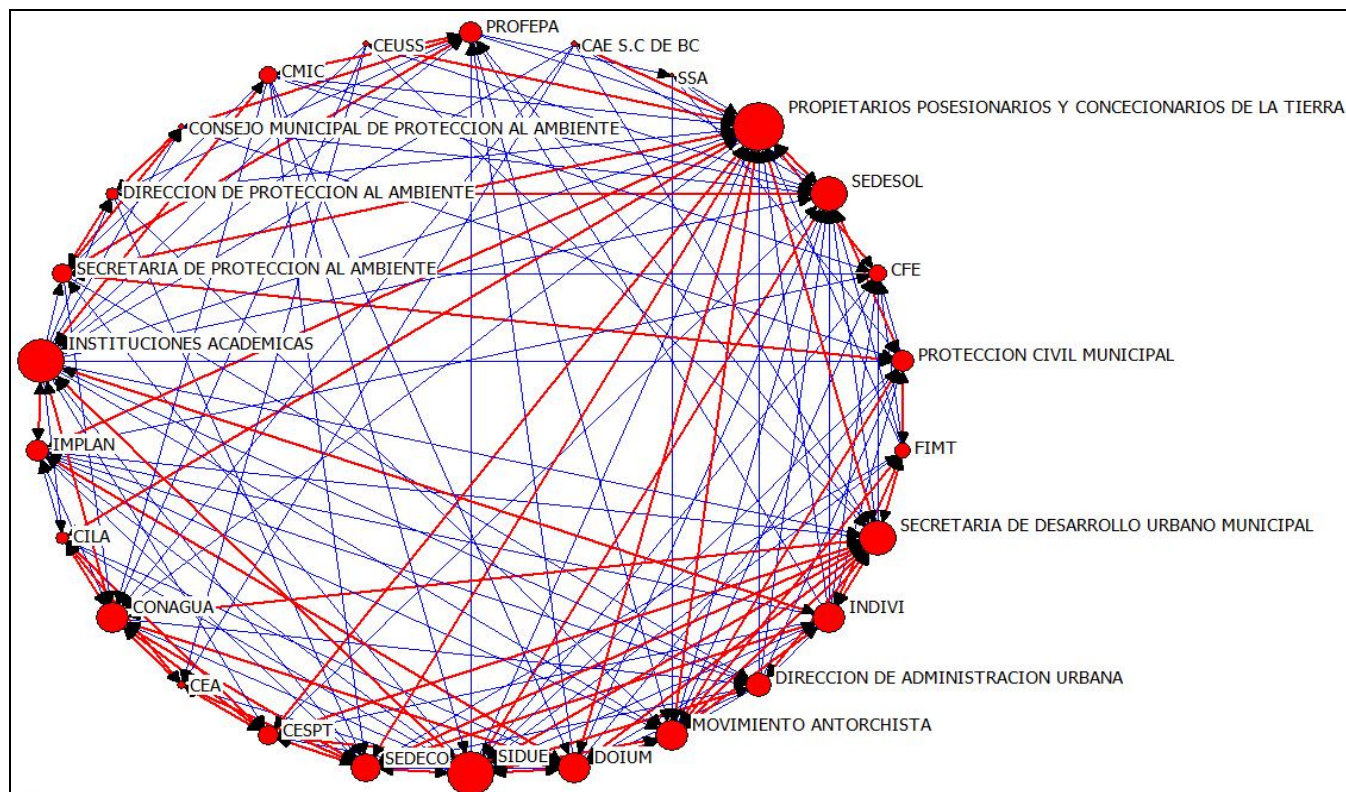 PROFEPA
CEUSS
CAE S.C DE BC
CMIC
SSA
PROPIETARIOS POSESIONARIOS Y CONCECIONARIOS DE LA TIERRA
CONSEJO MUNICIPAL DE PROTECCION AL AMBIENTE
SEDESOL
DIRECCION DE PROTECCION AL AMBIENTE
SECRETARIA DE PROTECCION AL AMBIENTE
CFE
INSTITUCIONES ACADEMICAS
PROTECCION CIVIL MUNICIPAL
IMPLAN
FIMT
CILA
SECRETARIA DE DESARROLLO URBANO MUNICIPAL
CONAGUA
INDIVI
CEA
DIRECCION DE ADMINISTRACION URBANA
CESPT
MOVIMIENTO ANTORCHISTA
SEDECO
SIDUE
DOIUM